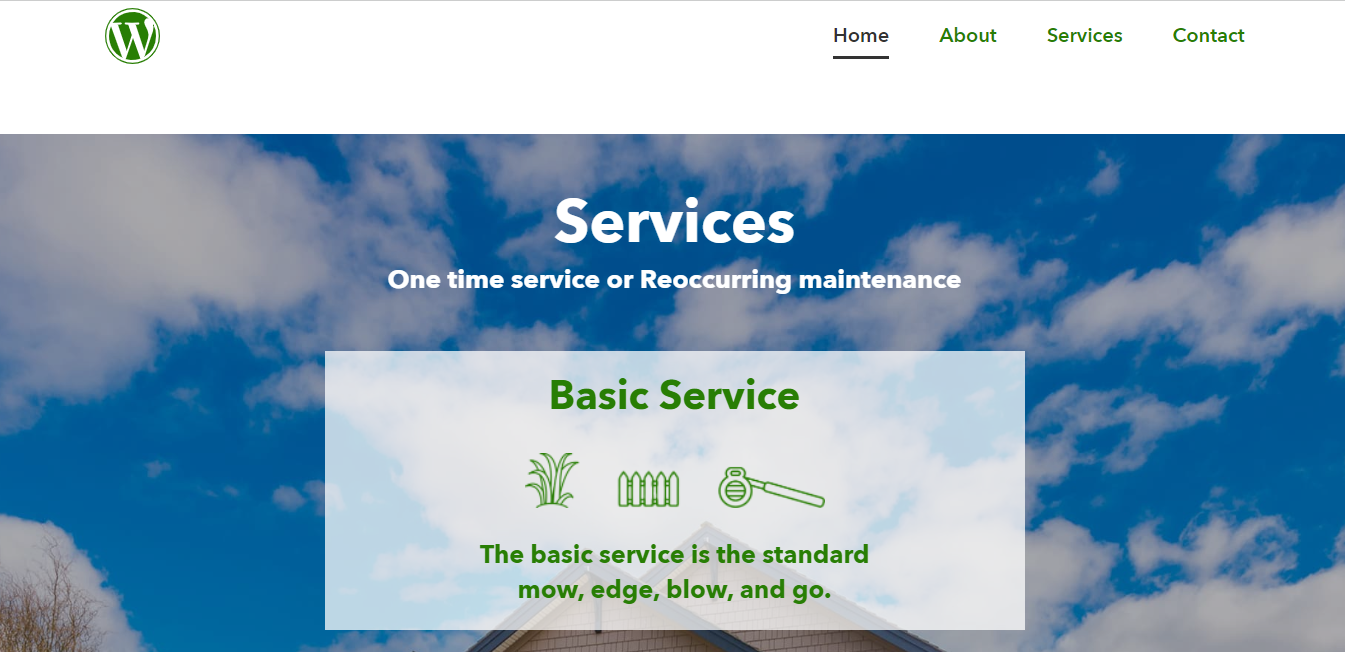 Home About Services Contact
Services
One time service or Reoccurring maintenance
Basic Service
The basic service is the standard
mow, edge, blow, and go.